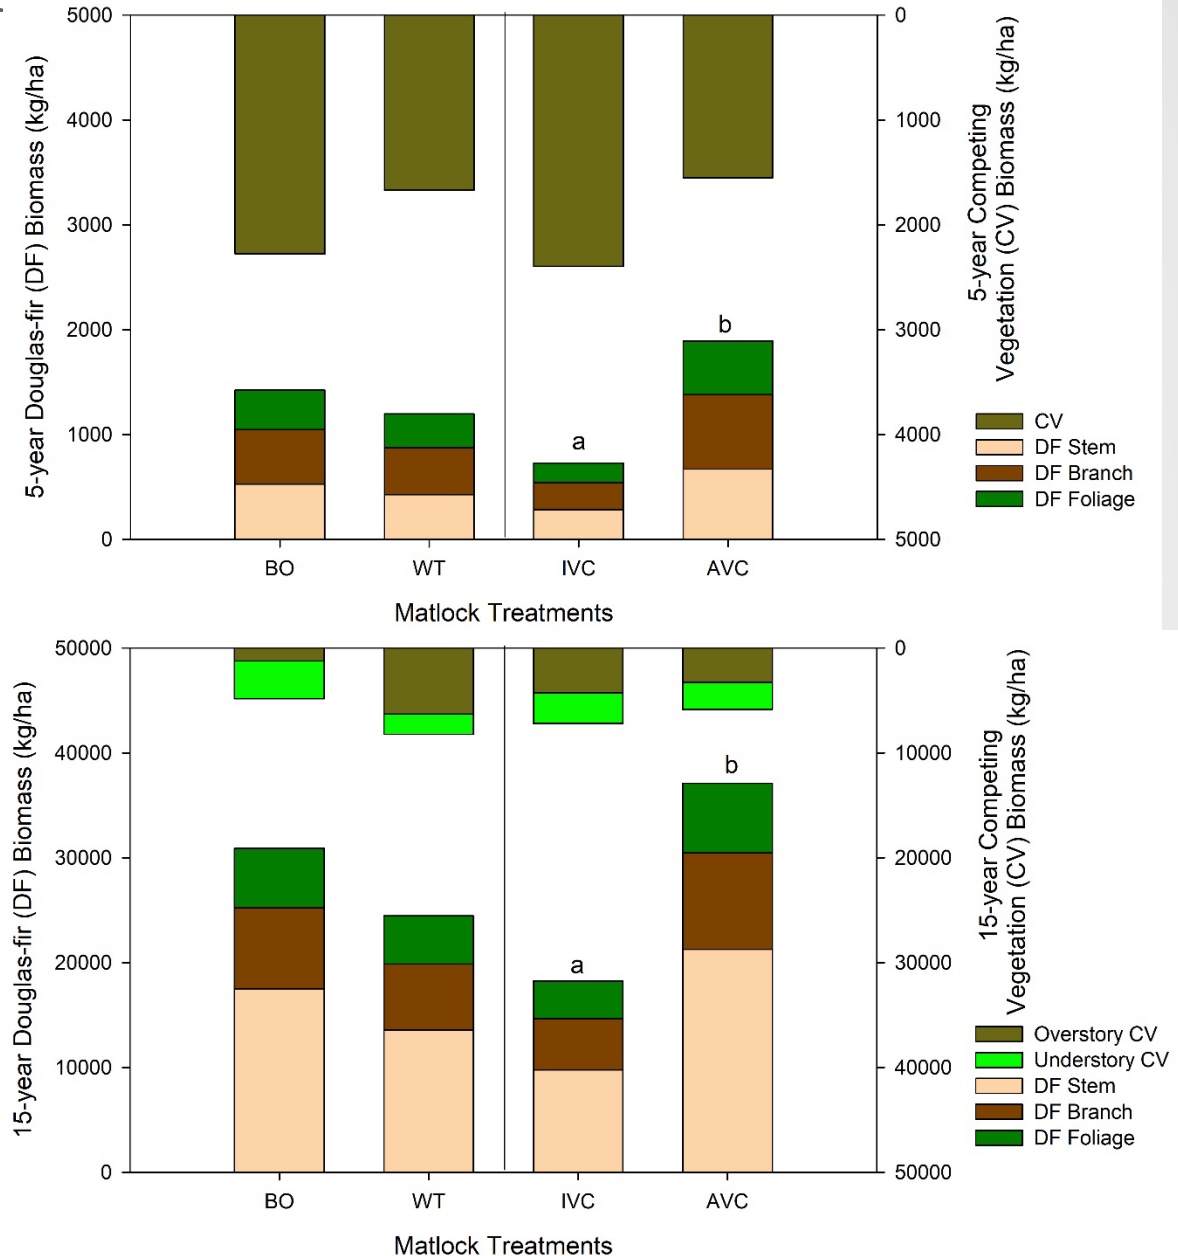 5000
4000
3000
2000
1000
0
5-year Douglas-fir (DF) Biomass (kg/ha)
0
1000
2000
3000
4000
5000
5-year Competing
Vegetation (CV) Biomass (kg/ha)
a
b
BO
WT
IVC
AVC
Matlock Treatments
CV
DF Stem
DF Branch
DF Foliage
50000
40000
30000
20000
10000
0
15-year Douglas-fir (DF) Biomass (kg/ha)
0
10000
20000
30000
40000
50000
15-year Competing
Vegetation (CV) Biomass (kg/ha)
a
b
BO
WT
IVC
AVC
Matlock Treatments
Overstory CV
Understory CV
DF Stem
DF Branch
DF Foliage